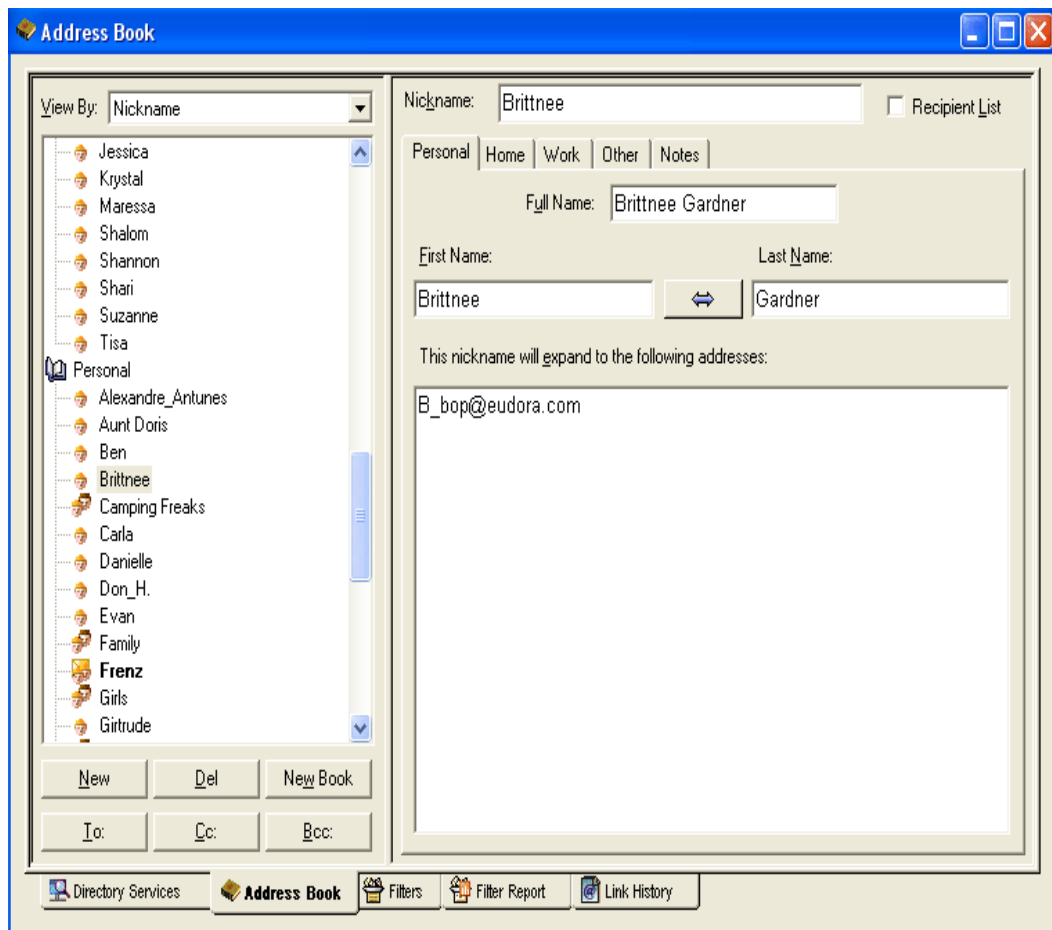 Address Book
View By: Nickname
Jessica
Krystal
Maressa
Shalom
Shannon
Shari
Suzanne
Tisa
Personal
Alexandre_Antunes
Aunt Doris
Ben
Brittnee
Camping Freaks
Carla
Danielle
Don_H.
Evan
Family
Frenz
Girls
Girtrude
New Del New Book
To: Cc: Bcc:
Nickname: Brittnee Recipient List
Personal Home Work Other Notes
Full Name: Brittnee Gardner
First Name: Last Name:
Brittnee Gardner
This nickname will expand to the following addresses:
B_bop@eudora.com
Directory Services Address Book Filters Filter Report Link History